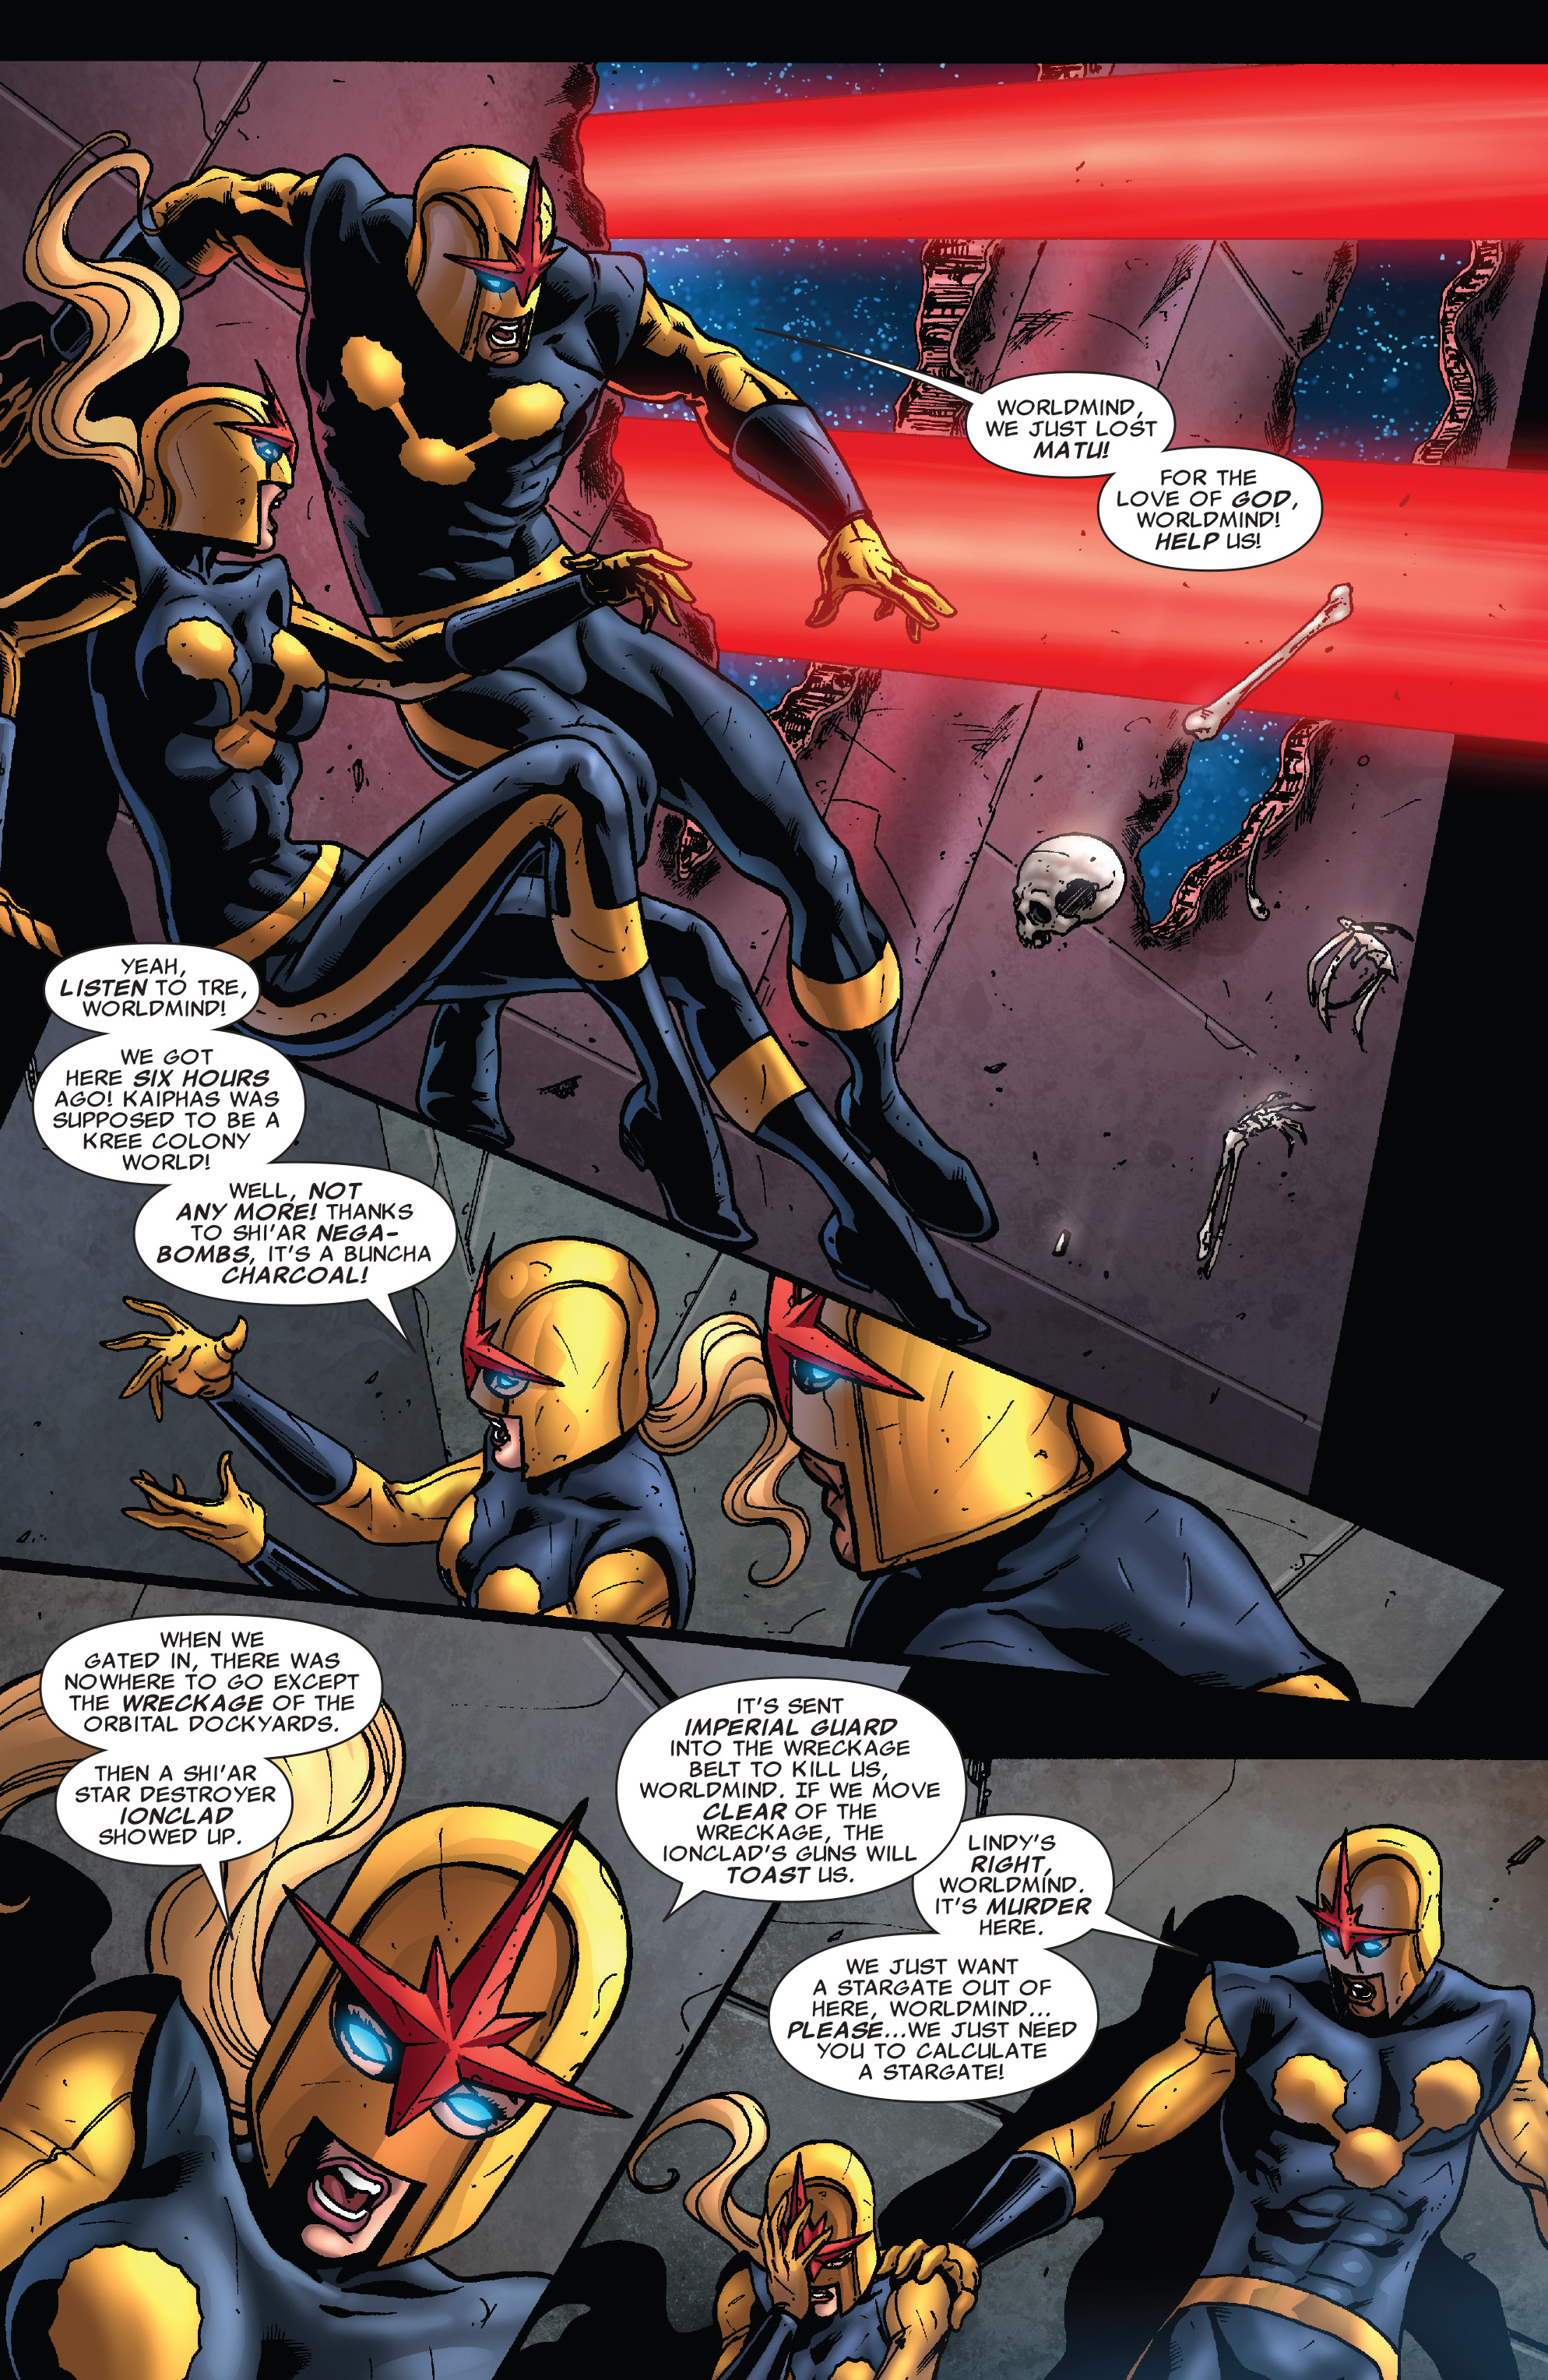 WORLDMIND,
WE JUST LOST
MATU!
FOR THE
LOVE OF GOD,
WORLDMIND!
HELP US!
YEAH,
LISTEN TO TRE,
WORLDMIND!
WE GOT
HERE SIX HOURS
AGO! KAIPHAS WAS
SUPPOSED TO BE A
KREE COLONY
WORLD!
WELL, NOT
ANY MORE! THANKS
TO SHI'AR NEGA-
BOMBS, IT'S A BUNCHA
CHARCOAL!
WHEN WE
GATED IN, THERE WAS
NOWHERE TO GO EXCEPT
THE WRECKAGE OF THE
ORBITAL DOCKYARDS.
THEN A SHI'AR
STAR DESTROYER
IONCLAD
SHOWED UP.
IT'S SENT
IMPERIAL GUARD
INTO THE WRECKAGE
BELT TO KILL US,
WORLDMIND. IF WE MOVE
CLEAR OF THE
WRECKAGE, THE
IONCLAD'S GUNS WILL
TOAST US.
LINDY'S
RIGHT,
WORLDMIND.
IT'S MURDER
HERE.
WE JUST WANT
A STARGATE OUT OF
HERE, WORLDMIND...
PLEASE...WE JUST NEED
YOU TO CALCULATE
A STARGATE!